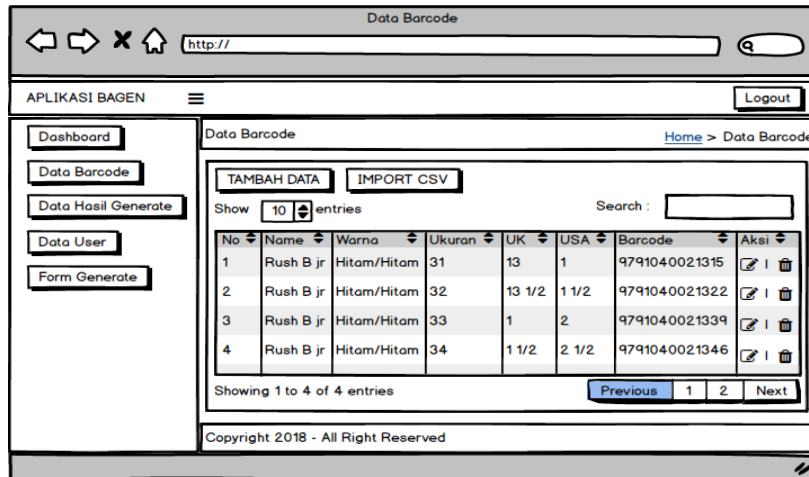 Data Barcode
http://
APLIKASI BAGEN Logout
Dashboard
Data Barcode
Data Hasil Generate
Data User
Form Generate
Data Barcode Home > Data Barcode
TAMBAH DATA IMPORT CSV
Show 10 entries Search :
No Name Warna Ukuran UK USA Barcode Aksi
1 Rush B jr Hitam/Hitam 31 13 1 9791040021315 |
2 Rush B jr Hitam/Hitam 32 13 1/2 1 1/2 9791040021322 |
3 Rush B jr Hitam/Hitam 33 1 2 9791040021339 |
4 Rush B jr Hitam/Hitam 34 1 1/2 2 1/2 9791040021346 |
Showing 1 to 4 of 4 entries Previous 1 2 Next
Copyright 2018 - All Right Reserved